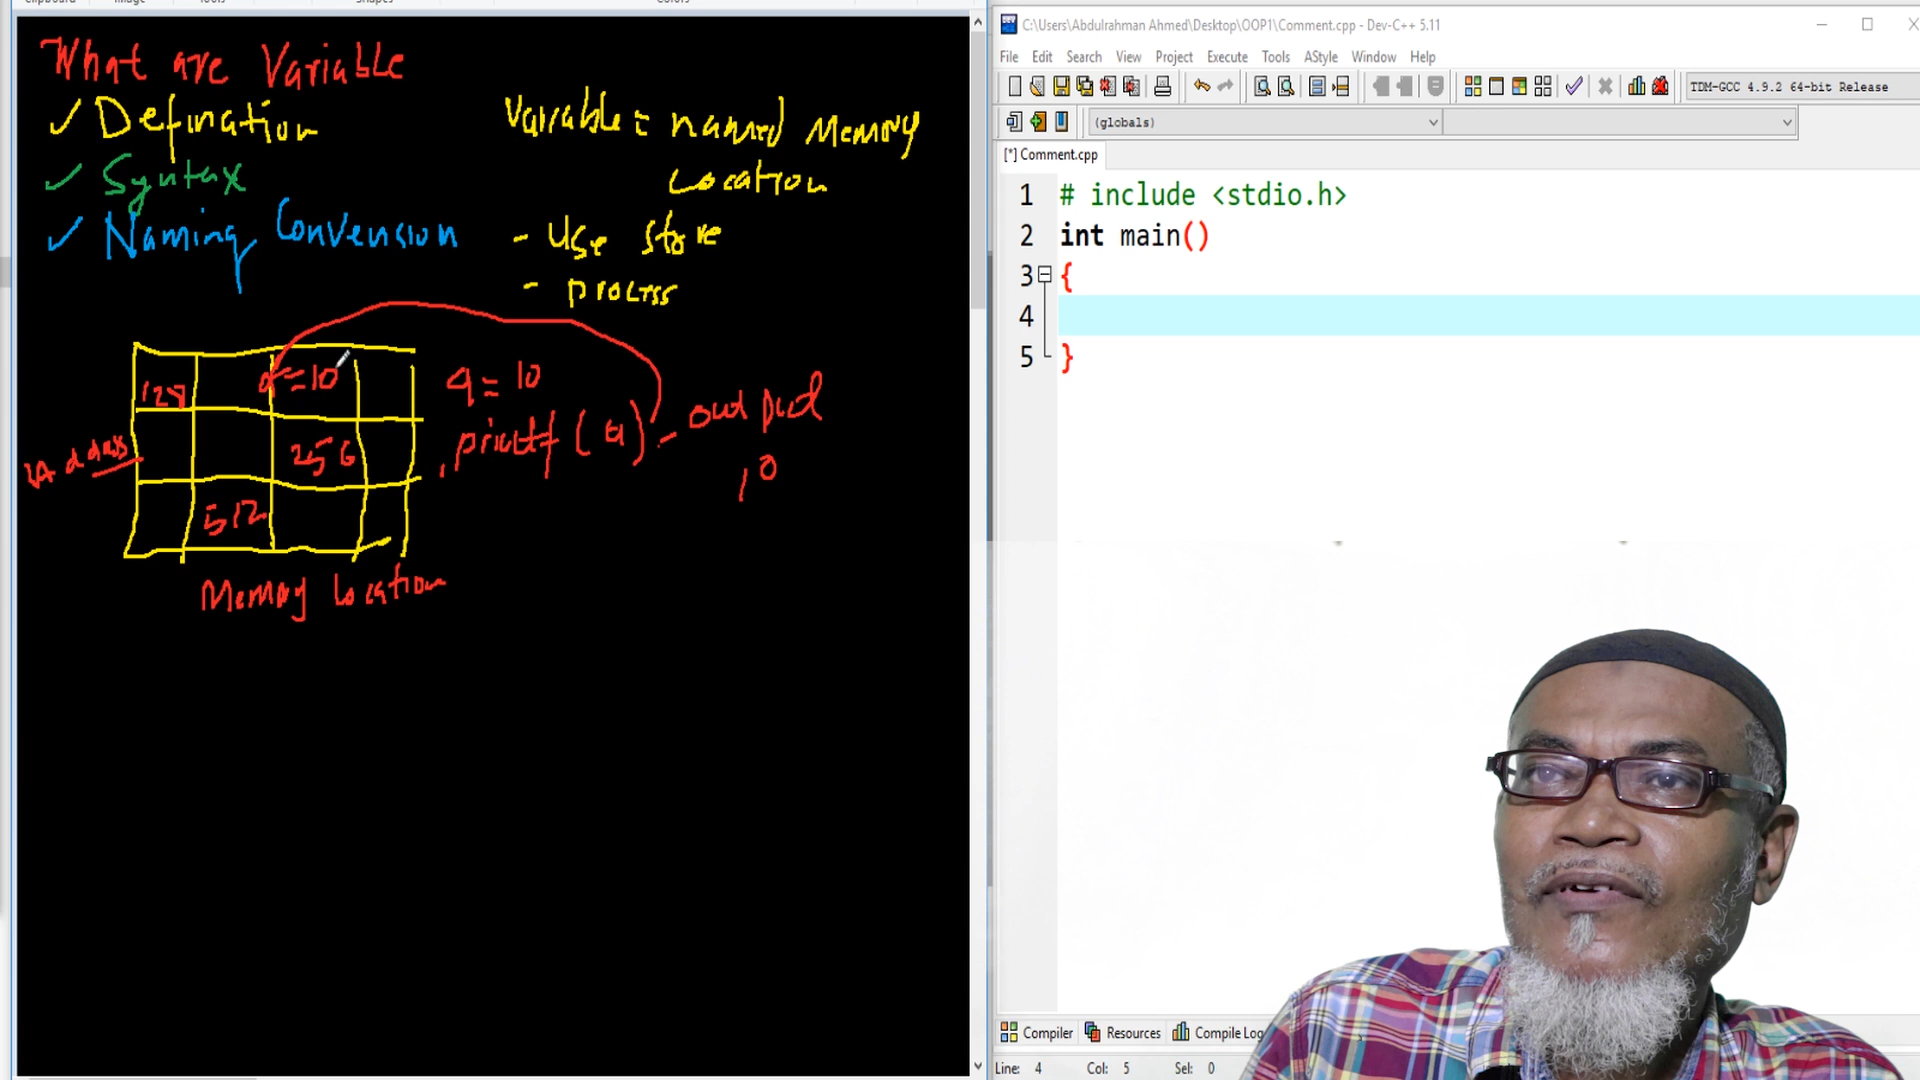 What are Variable
✓ Defination
✓ Syntax
✓ Naming Convension
Variable = named Memory
Location
- Use store
- process
128
a = 10
256
512
Address
Memory Location
a = 10
printf (a) - out put
10
C:\Users\Abdulrahman Ahmed\Desktop\OOP1\Comment.cpp - Dev-C++ 5.11
File Edit Search View Project Execute Tools AStyle Window Help
TDM-GCC 4.9.2 64-bit Release
(globals)
[*] Comment.cpp
1 # include <stdio.h>
2 int main()
3 {
4
5 }
Compiler Resources Compile Log
Line: 4 Col: 5 Sel: 0